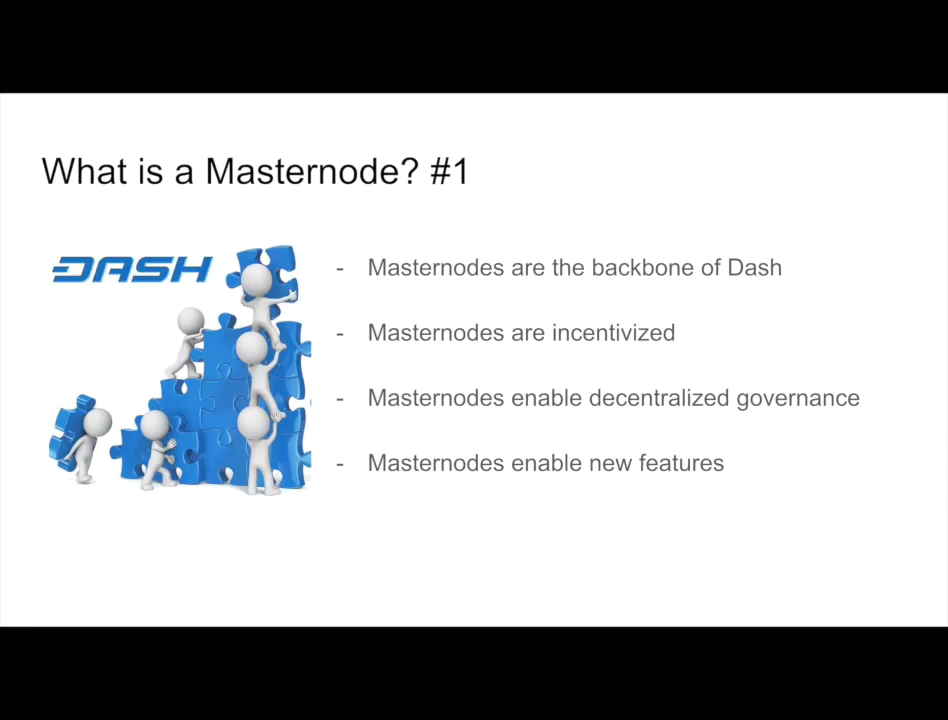 What is a Masternode? #1
DASH
- Masternodes are the backbone of Dash
- Masternodes are incentivized
- Masternodes enable decentralized governance
- Masternodes enable new features